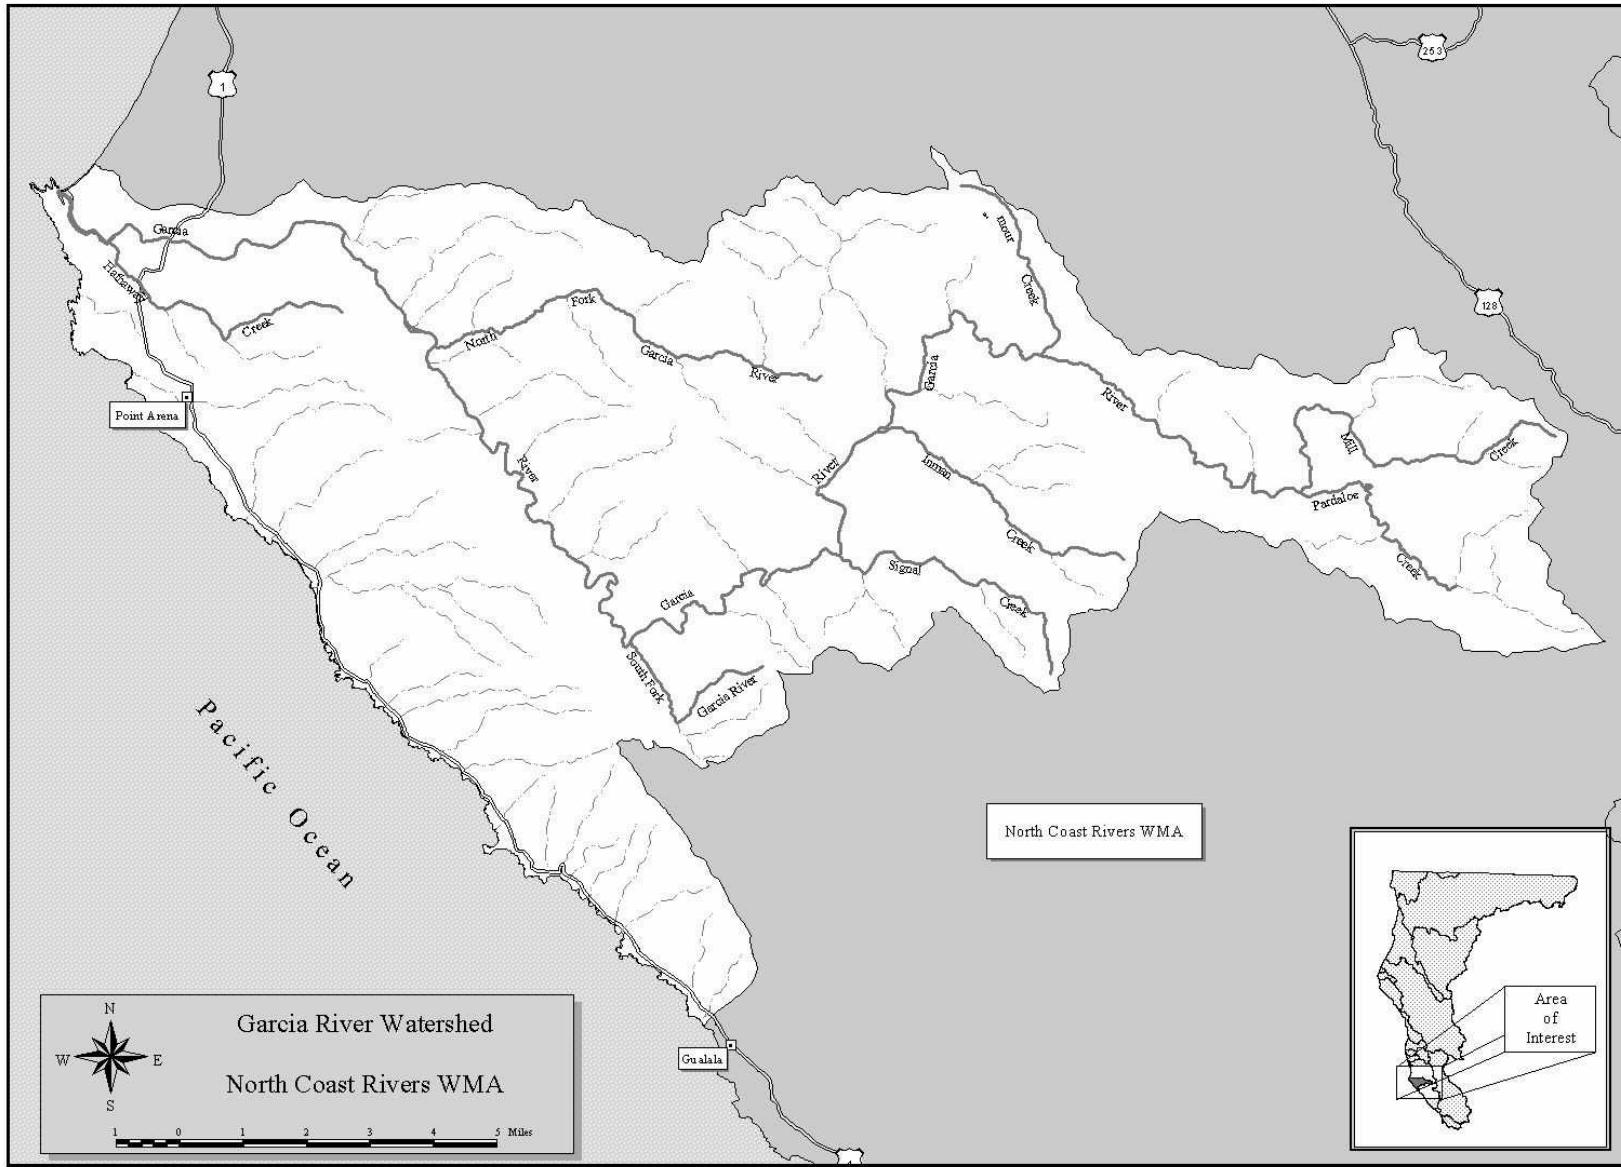 1
253
128
Garcia
Hathaway
Creek
North
Fork
Garcia
River
mour
Creek
Garcia
River
Mill
Creek
Pardaloe
Creek
Inman
Creek
River
River
Signal
Creek
Garcia
South Fork
Garcia River
Point Arena
Pacific Ocean
North Coast Rivers WMA
Gualala
Area
of
Interest
N
W E
S
Garcia River Watershed
North Coast Rivers WMA
1 0 1 2 3 4 5 Miles